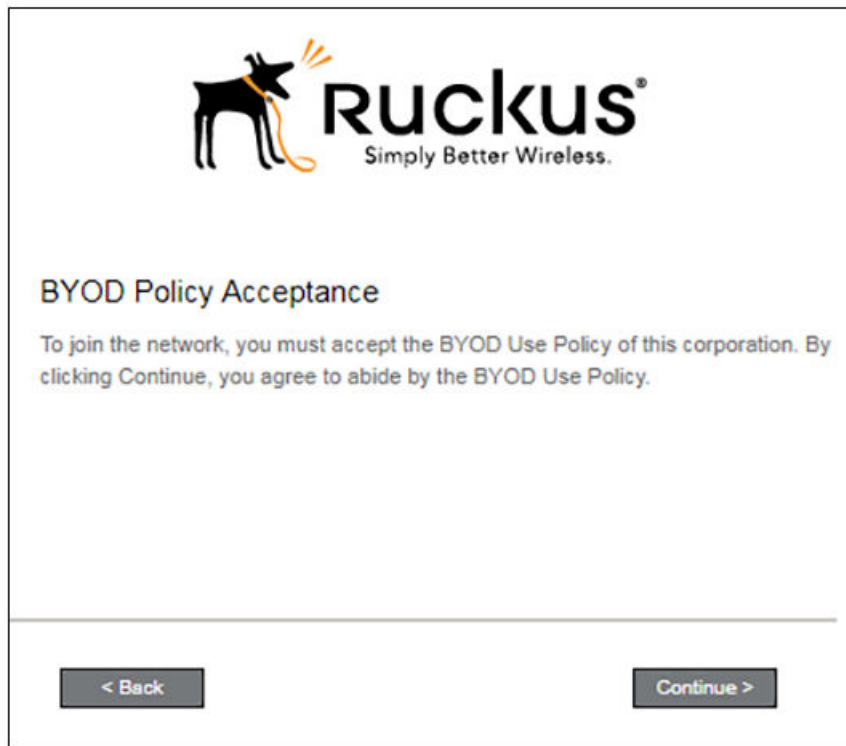 RUCKUS®
Simply Better Wireless.
BYOD Policy Acceptance
To join the network, you must accept the BYOD Use Policy of this corporation. By
clicking Continue, you agree to abide by the BYOD Use Policy.
< Back
Continue >